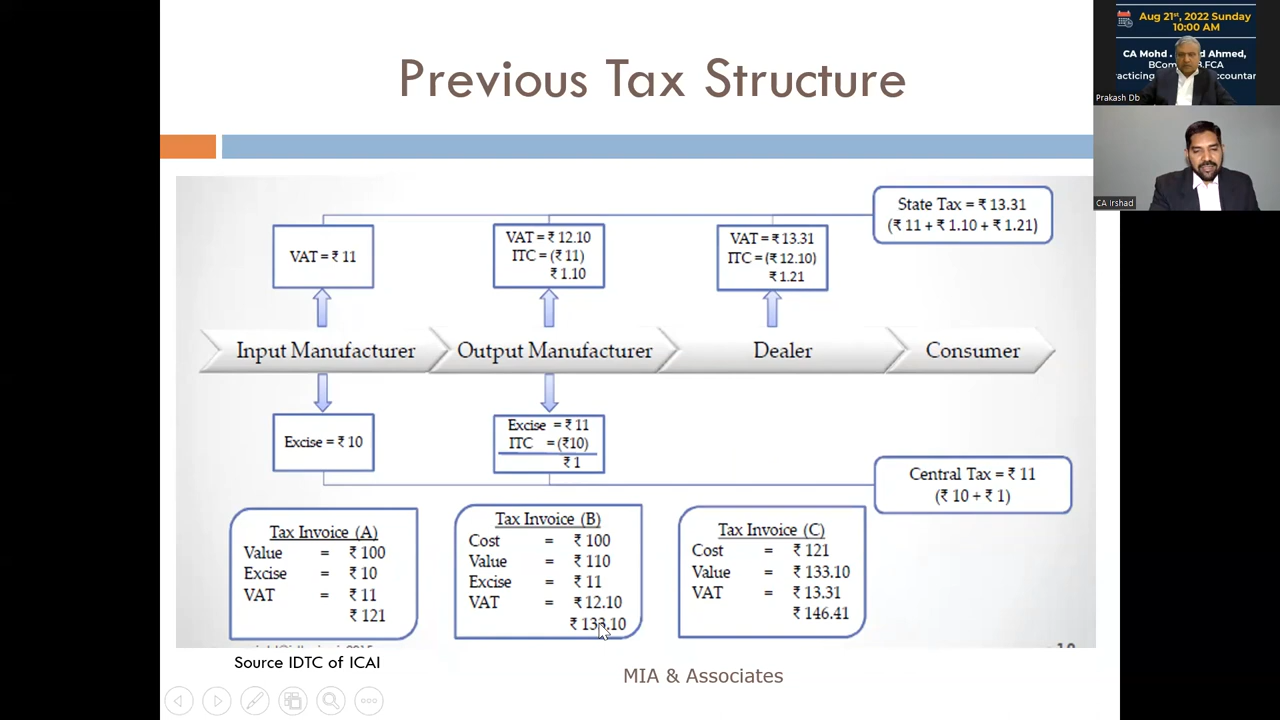 Previous Tax Structure
Aug 21st, 2022 Sunday
10:00 AM
CA Mohd . d Ahmed,
BCom .FCA
Prakash Db
CA Irshad
State Tax = ₹ 13.31
(₹ 11 + ₹ 1.10 + ₹ 1.21)
VAT = ₹ 11
VAT = ₹ 12.10
ITC = (₹ 11)
₹ 1.10
VAT = ₹ 13.31
ITC = (₹ 12.10)
₹ 1.21
Input Manufacturer
Output Manufacturer
Dealer
Consumer
Excise = ₹ 10
Excise = ₹ 11
ITC = (₹10)
₹ 1
Central Tax = ₹ 11
(₹ 10 + ₹ 1)
Tax Invoice (A)
Value = ₹ 100
Excise = ₹ 10
VAT = ₹ 11
₹ 121
Tax Invoice (B)
Cost = ₹ 100
Value = ₹ 110
Excise = ₹ 11
VAT = ₹ 12.10
₹ 133.10
Tax Invoice (C)
Cost = ₹ 121
Value = ₹ 133.10
VAT = ₹ 13.31
₹ 146.41
Source IDTC of ICAI
MIA & Associates